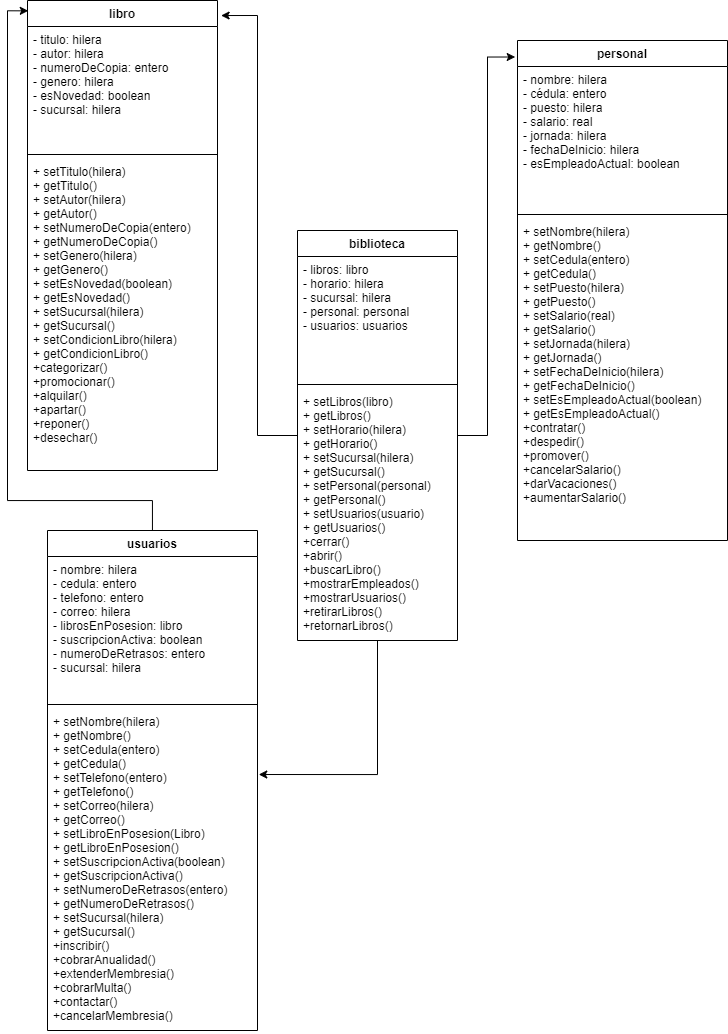 libro
- titulo: hilera
- autor: hilera
- numeroDeCopia: entero
- genero: hilera
- esNovedad: boolean
- sucursal: hilera
+ setTitulo(hilera)
+ getTitulo()
+ setAutor(hilera)
+ getAutor()
+ setNumeroDeCopia(entero)
+ getNumeroDeCopia()
+ setGenero(hilera)
+ getGenero()
+ setEsNovedad(boolean)
+ getEsNovedad()
+ setSucursal(hilera)
+ getSucursal()
+ setCondicionLibro(hilera)
+ getCondicionLibro()
+categorizar()
+promocionar()
+alquilar()
+apartar()
+reponer()
+desechar()
personal
- nombre: hilera
- cédula: entero
- puesto: hilera
- salario: real
- jornada: hilera
- fechaDeInicio: hilera
- esEmpleadoActual: boolean
+ setNombre(hilera)
+ getNombre()
+ setCedula(entero)
+ getCedula()
+ setPuesto(hilera)
+ getPuesto()
+ setSalario(real)
+ getSalario()
+ setJornada(hilera)
+ getJornada()
+ setFechaDeInicio(hilera)
+ getFechaDeInicio()
+ setEsEmpleadoActual(boolean)
+ getEsEmpleadoActual()
+contratar()
+despedir()
+promover()
+cancelarSalario()
+darVacaciones()
+aumentarSalario()
biblioteca
- libros: libro
- horario: hilera
- sucursal: hilera
- personal: personal
- usuarios: usuarios
+ setLibros(libro)
+ getLibros()
+ setHorario(hilera)
+ getHorario()
+ setSucursal(hilera)
+ getSucursal()
+ setPersonal(personal)
+ getPersonal()
+ setUsuarios(usuario)
+ getUsuarios()
+cerrar()
+abrir()
+buscarLibro()
+mostrarEmpleados()
+mostrarUsuarios()
+retirarLibros()
+retornarLibros()
usuarios
- nombre: hilera
- cedula: entero
- telefono: entero
- correo: hilera
- librosEnPosesion: libro
- suscripcionActiva: boolean
- numeroDeRetrasos: entero
- sucursal: hilera
+ setNombre(hilera)
+ getNombre()
+ setCedula(entero)
+ getCedula()
+ setTelefono(entero)
+ getTelefono()
+ setCorreo(hilera)
+ getCorreo()
+ setLibroEnPosesion(Libro)
+ getLibroEnPosesion()
+ setSuscripcionActiva(boolean)
+ getSuscripcionActiva()
+ setNumeroDeRetrasos(entero)
+ getNumeroDeRetrasos()
+ setSucursal(hilera)
+ getSucursal()
+inscribir()
+cobrarAnualidad()
+extenderMembresia()
+cobrarMulta()
+contactar()
+cancelarMembresia()